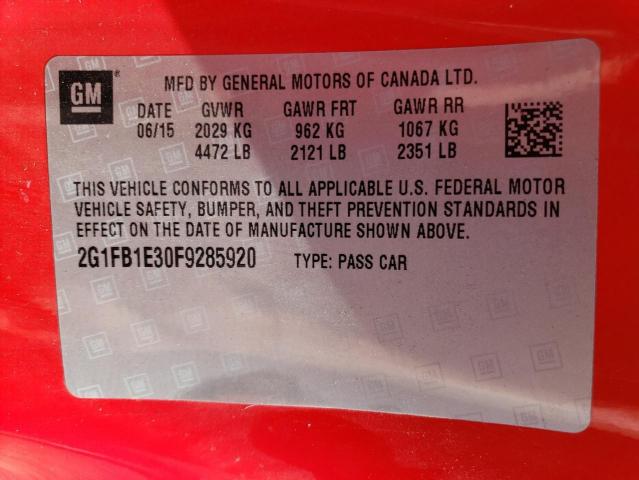 GM
MFD BY GENERAL MOTORS OF CANADA LTD.
DATE GVWR GAWR FRT GAWR RR
06/15 2029 KG 962 KG 1067 KG
4472 LB 2121 LB 2351 LB
THIS VEHICLE CONFORMS TO ALL APPLICABLE U.S. FEDERAL MOTOR
VEHICLE SAFETY, BUMPER, AND THEFT PREVENTION STANDARDS IN
EFFECT ON THE DATE OF MANUFACTURE SHOWN ABOVE.
2G1FB1E30F9285920 TYPE: PASS CAR